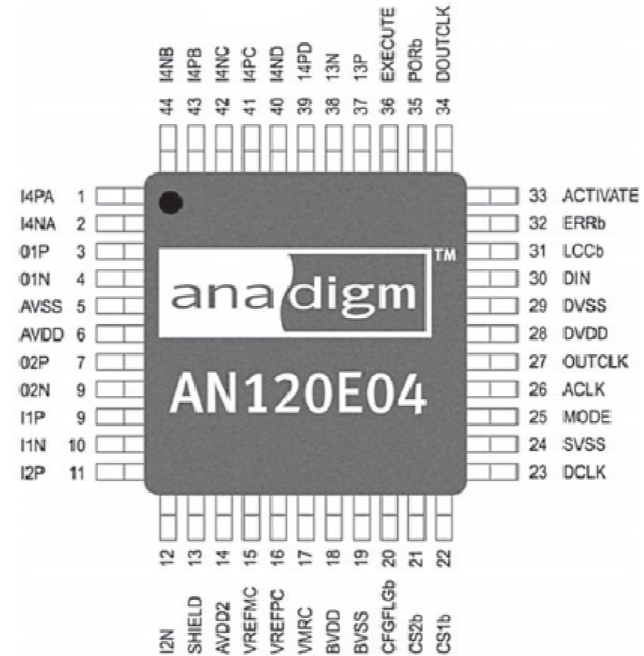 44 I4NB
43 I4PB
42 I4NC
41 I4PC
40 I4ND
39 14PD
38 13N
37 13P
36 EXECUTE
35 PORb
34 DOUTCLK
I4PA 1
I4NA 2
01P 3
01N 4
AVSS 5
AVDD 6
02P 7
02N 9
I1P 9
I1N 10
I2P 11
anadigm TM
AN120E04
33 ACTIVATE
32 ERRb
31 LCCb
30 DIN
29 DVSS
28 DVDD
27 OUTCLK
26 ACLK
25 MODE
24 SVSS
23 DCLK
12 I2N
13 SHIELD
14 AVDD2
15 VREFMC
16 VREFPC
17 VMRC
18 BVDD
19 BVSS
20 CFGFLGb
21 CS2b
22 CS1b